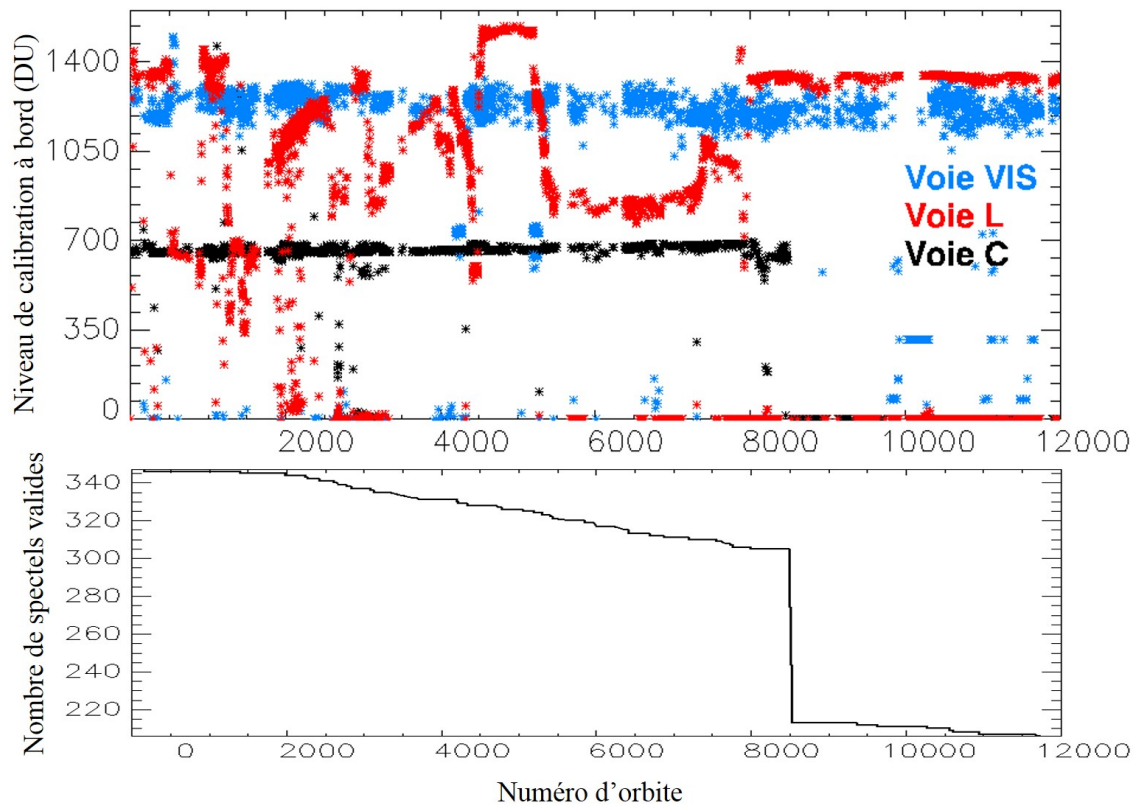 Niveau de calibration à bord (DU)
1400
1050
700
350
0
Voie VIS
Voie L
Voie C
2000 4000 6000 8000 10000 12000
Nombre de spectels valides
340
320
300
280
260
240
220
0 2000 4000 6000 8000 10000 12000
Numéro d’orbite